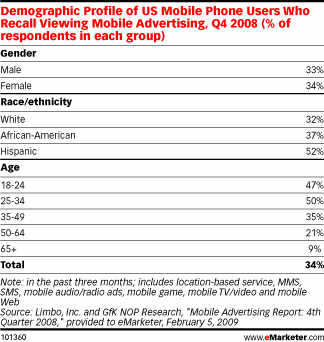 Demographic Profile of US Mobile Phone Users Who
Recall Viewing Mobile Advertising, Q4 2008 (% of
respondents in each group)
Gender
Male 33%
Female 34%
Race/ethnicity
White 32%
African-American 37%
Hispanic 52%
Age
18-24 47%
25-34 50%
35-49 35%
50-64 21%
65+ 9%
Total 34%
Note: in the past three months; includes location-based service, MMS,
SMS, mobile audio/radio ads, mobile game, mobile TV/video and mobile
Web
Source: Limbo, Inc. and GfK NOP Research, "Mobile Advertising Report: 4th
Quarter 2008," provided to eMarketer, February 5, 2009
101360 www.eMarketer.com